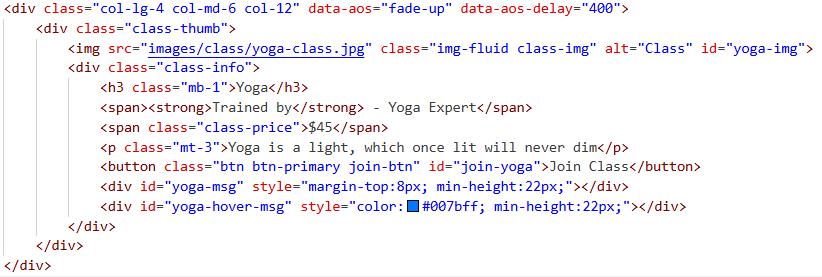 <div class="col-lg-4 col-md-6 col-12" data-aos="fade-up" data-aos-delay="400">
<div class="class-thumb">
<img src="images/class/yoga-class.jpg" class="img-fluid class-img" alt="Class" id="yoga-img">
<div class="class-info">
<h3 class="mb-1">Yoga</h3>
<span><strong>Trained by</strong> - Yoga Expert</span>
<span class="class-price">$45</span>
<p class="mt-3">Yoga is a light, which once lit will never dim</p>
<button class="btn btn-primary join-btn" id="join-yoga">Join Class</button>
<div id="yoga-msg" style="margin-top:8px; min-height:22px;"></div>
<div id="yoga-hover-msg" style="color:#007bff; min-height:22px;"></div>
</div>
</div>
</div>